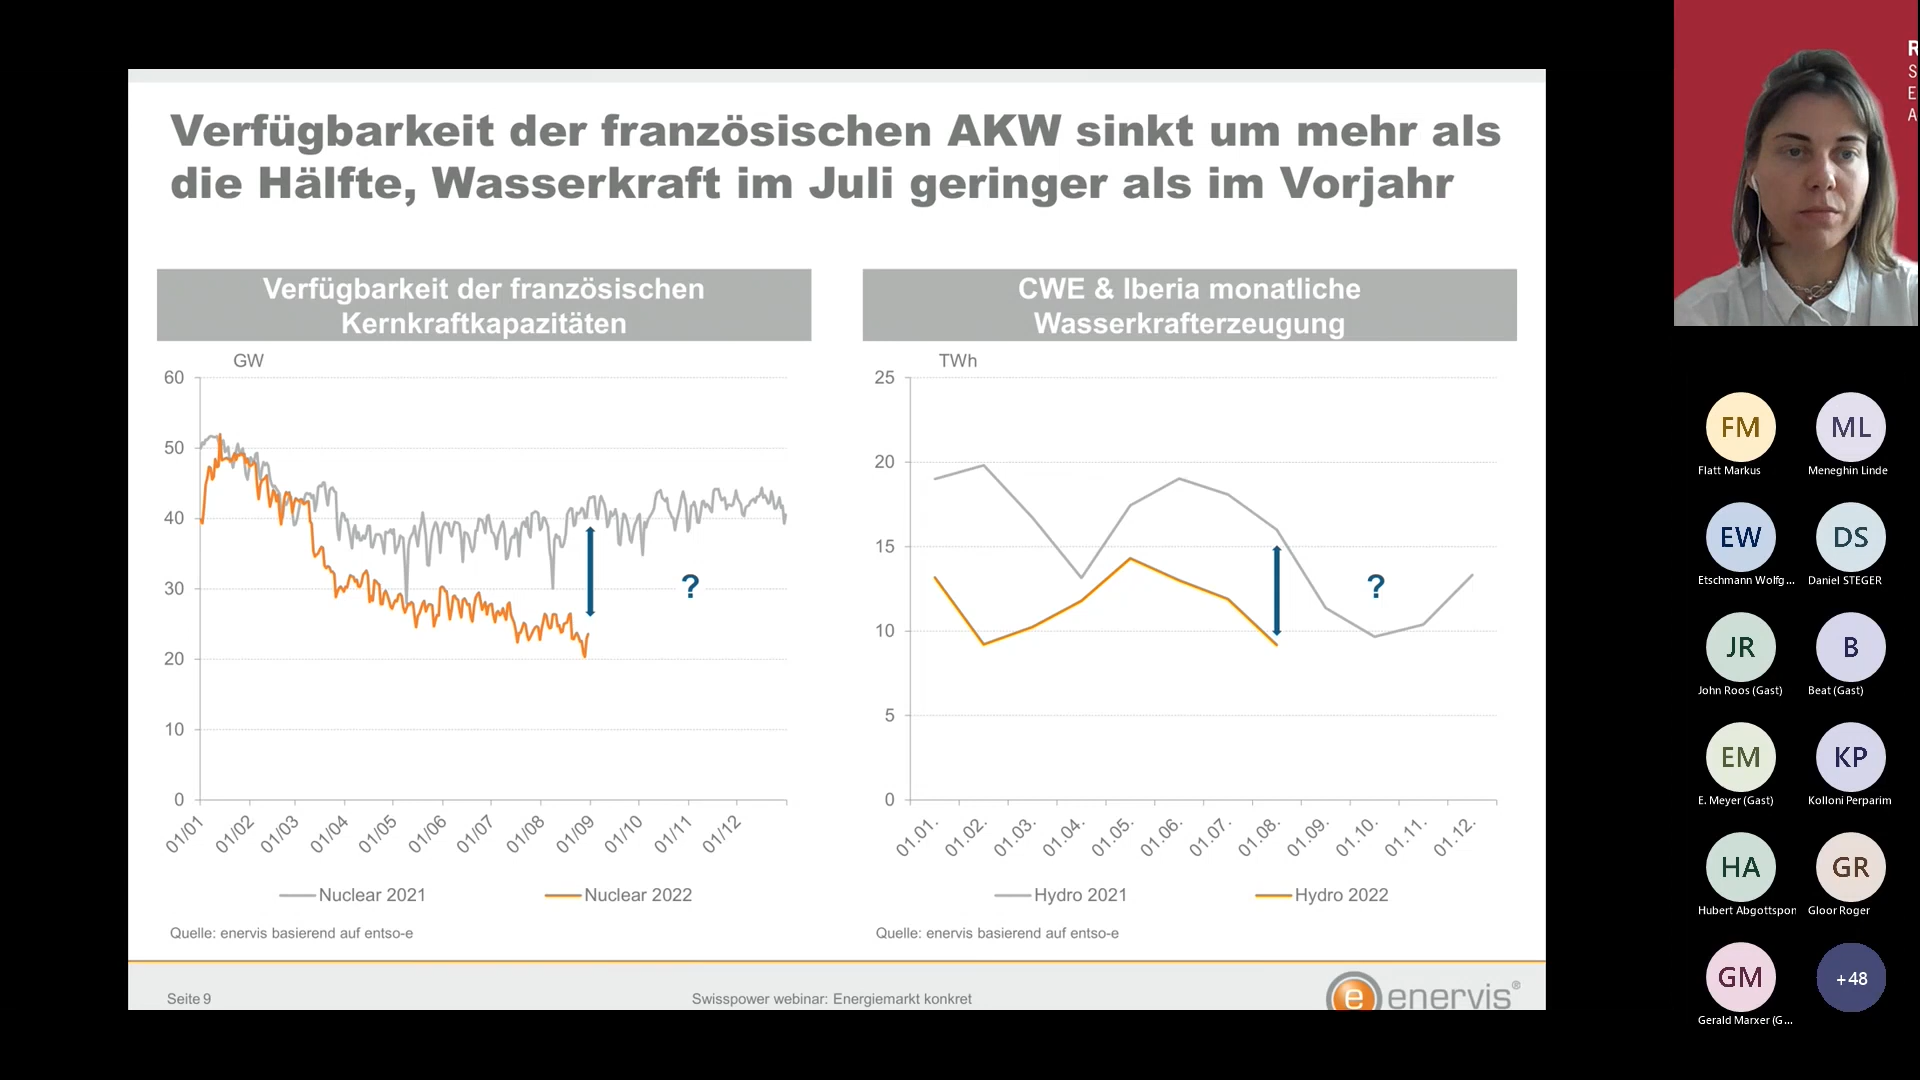 Verfügbarkeit der französischen AKW sinkt um mehr als
die Hälfte, Wasserkraft im Juli geringer als im Vorjahr
Verfügbarkeit der französischen
Kernkraftkapazitäten
GW
60
50
40
30
20
10
0
?
01/01
01/02
01/03
01/04
01/05
01/06
01/07
01/08
01/09
01/10
01/11
01/12
Nuclear 2021
Nuclear 2022
Quelle: enervis basierend auf entso-e
CWE & Iberia monatliche
Wasserkrafterzeugung
TWh
25
20
15
10
5
0
?
01.01.
01.02.
01.03.
01.04.
01.05.
01.06.
01.07.
01.08.
01.09.
01.10.
01.11.
01.12.
Hydro 2021
Hydro 2022
Quelle: enervis basierend auf entso-e
Seite 9
Swisspower webinar: Energiemarkt konkret
e enervis®
R
S
E
A
FM
Flatt Markus
ML
Meneghin Linde
EW
Etschmann Wolfg...
DS
Daniel STEGER
JR
John Roos (Gast)
B
Beat (Gast)
EM
E. Meyer (Gast)
KP
Kolloni Perparim
HA
Hubert Abgottspon
GR
Gloor Roger
GM
Gerald Marxer (G...
+48